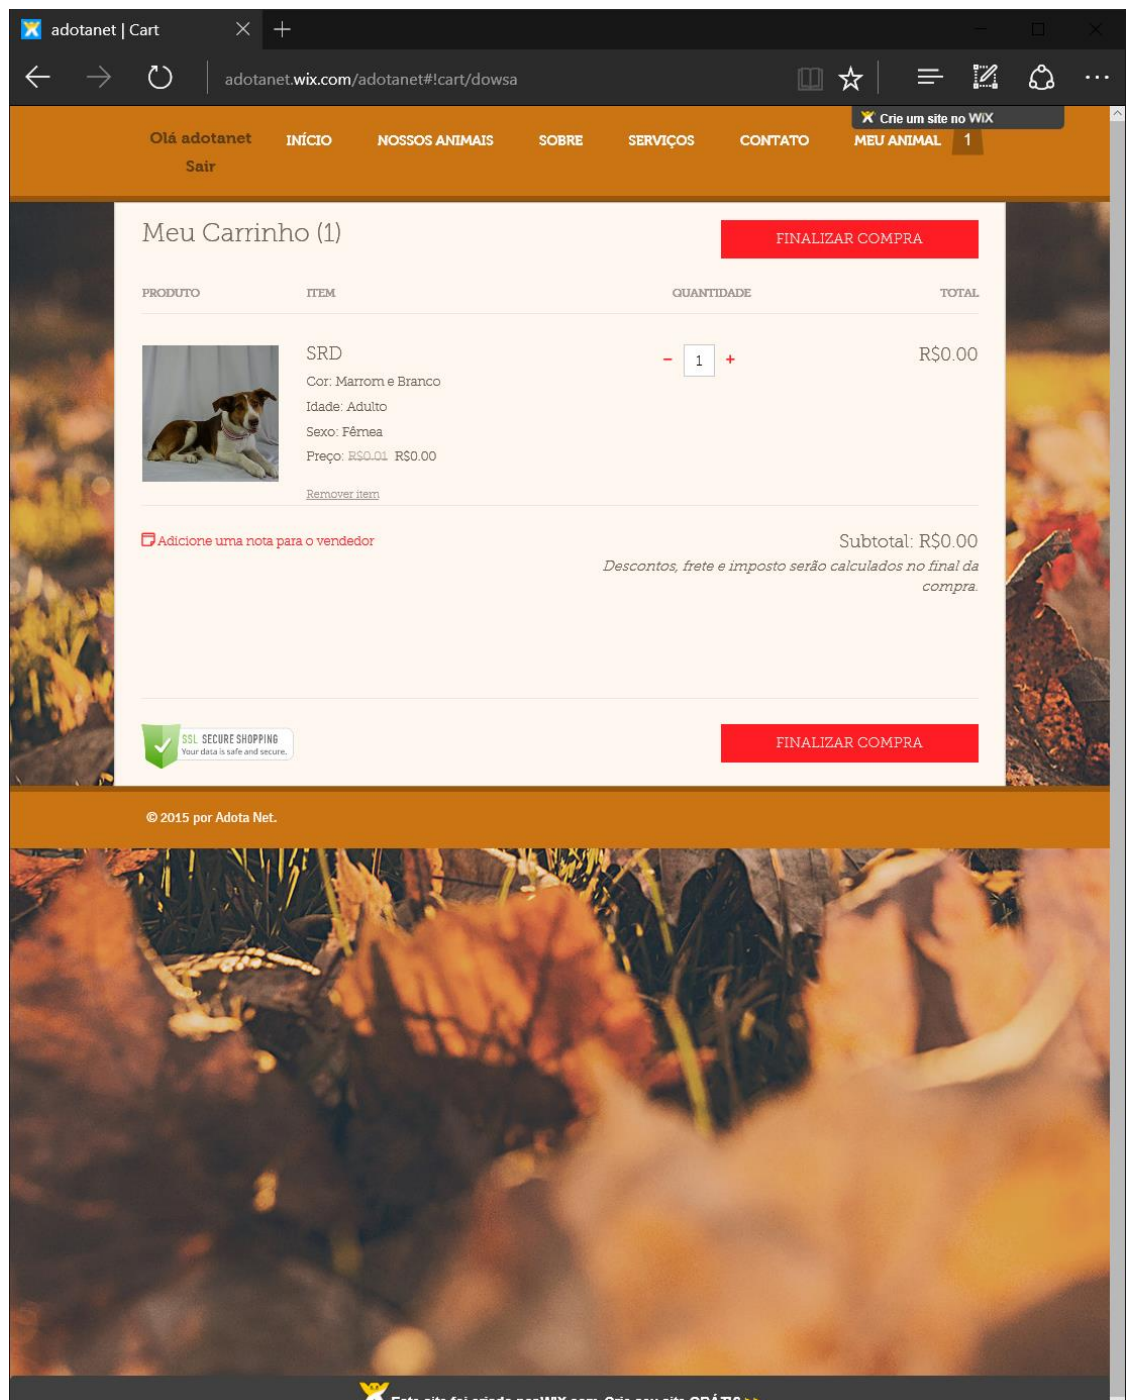 adotanet | Cart
adotanet.wix.com/adotanet#!cart/dowsa
Crie um site no WiX
Olá adotanet
Sair
INÍCIO NOSSOS ANIMAIS SOBRE SERVIÇOS CONTATO MEU ANIMAL 1
Meu Carrinho (1)
FINALIZAR COMPRA
PRODUTO ITEM QUANTIDADE TOTAL
SRD - 1 + R$0.00
Cor: Marrom e Branco
Idade: Adulto
Sexo: Fêmea
Preço: R$0.01 R$0.00
Remover item
Adicione uma nota para o vendedor
Subtotal: R$0.00
Descontos, frete e imposto serão calculados no final da
compra.
SSL SECURE SHOPPING
Your data is safe and secure.
FINALIZAR COMPRA
© 2015 por Adota Net.